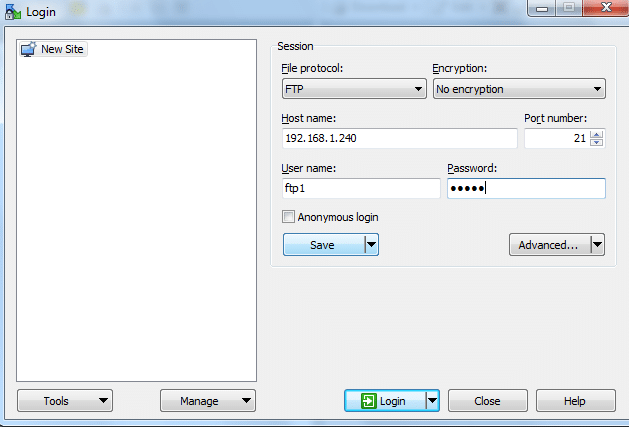 Login
New Site
Session
File protocol:
Encryption:
FTP
No encryption
Host name:
Port number:
192.168.1.240
21
User name:
Password:
ftp1
●●●●●
Anonymous login
Save
Advanced...
Tools
Manage
Login
Close
Help